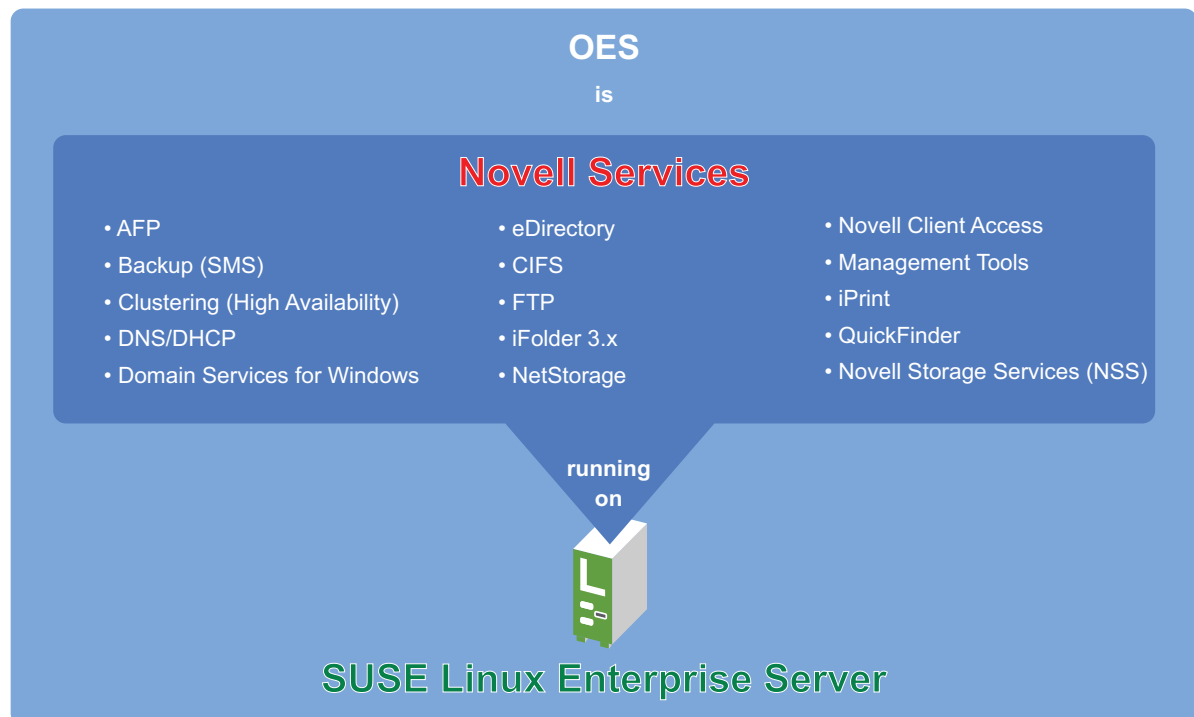 OES
is
Novell Services
• AFP
• Backup (SMS)
• Clustering (High Availability)
• DNS/DHCP
• Domain Services for Windows
• eDirectory
• CIFS
• FTP
• iFolder 3.x
• NetStorage
• Novell Client Access
• Management Tools
• iPrint
• QuickFinder
• Novell Storage Services (NSS)
running
on
SUSE Linux Enterprise Server